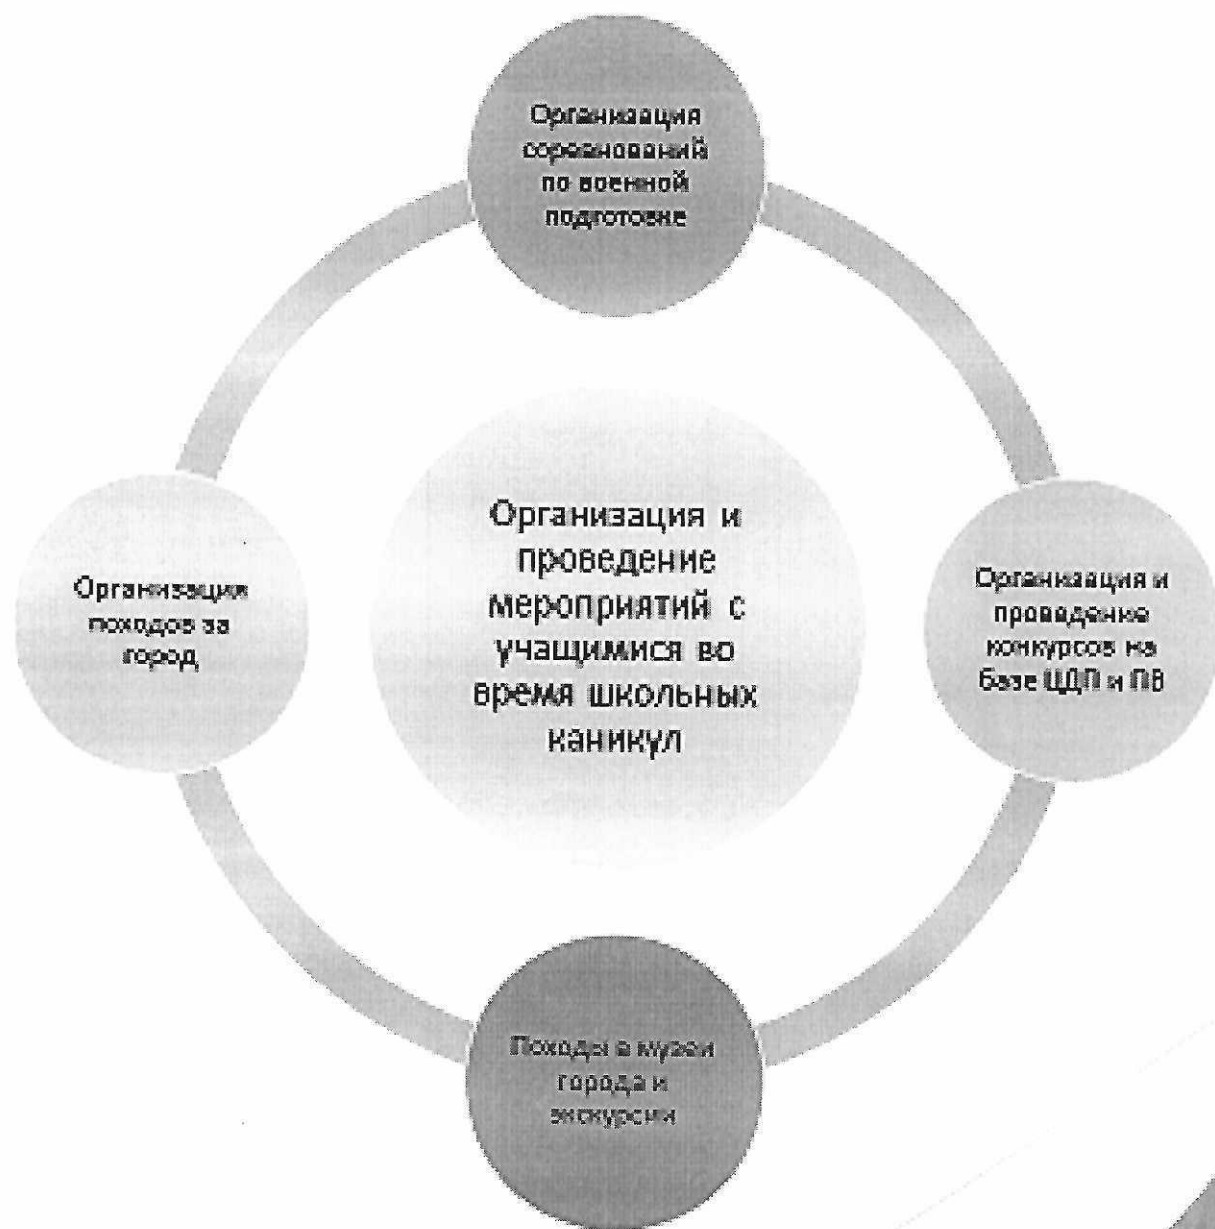 Организация
соревнований
по военной
подготовке
Организация и
проведение
мероприятий с
учащимися во
время школьных
каникул
Организация
походов за
город
Организация и
проведение
конкурсов на
базе ЦДП и ПВ
Походы в музеи
города и
экскурсии